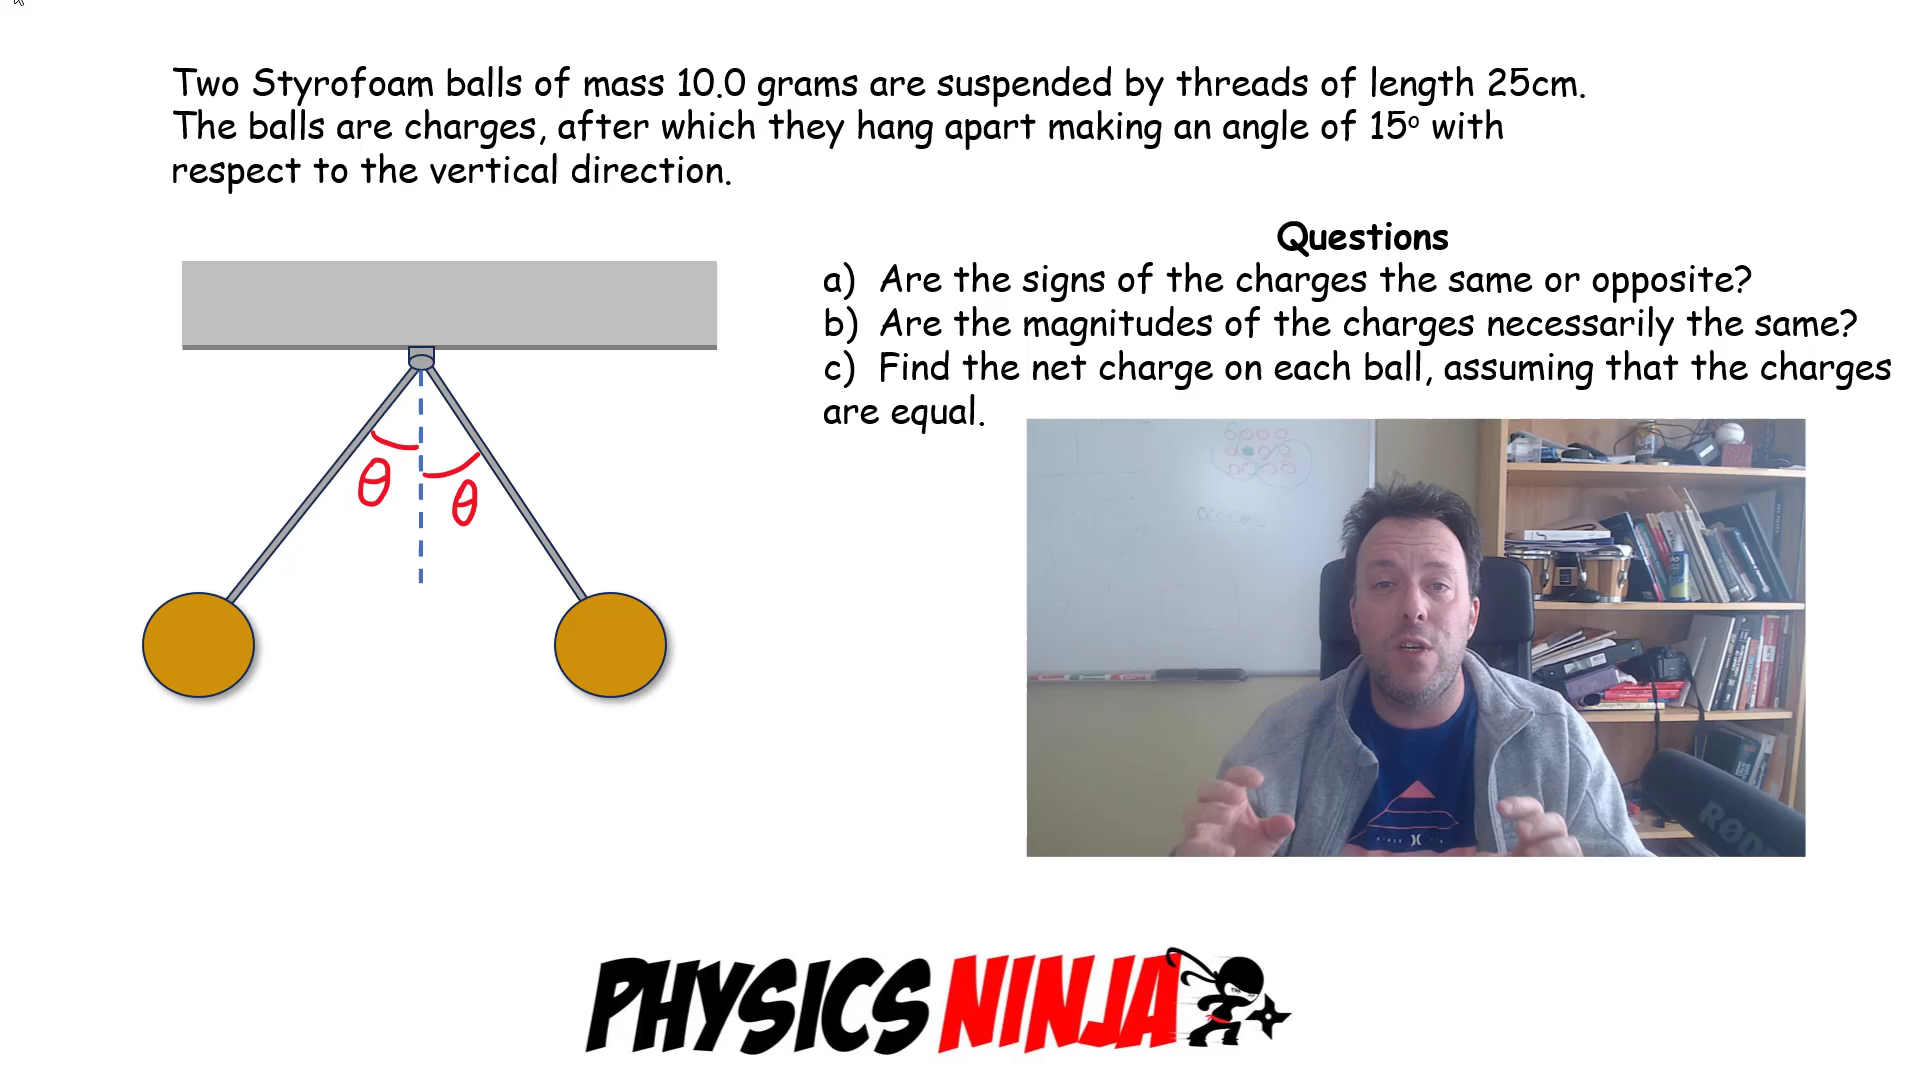 Two Styrofoam balls of mass 10.0 grams are suspended by threads of length 25cm.
The balls are charges, after which they hang apart making an angle of 15° with
respect to the vertical direction.
Questions
a) Are the signs of the charges the same or opposite?
b) Are the magnitudes of the charges necessarily the same?
c) Find the net charge on each ball, assuming that the charges
are equal.
θ
θ
RØDE
PHYSICS NINJA